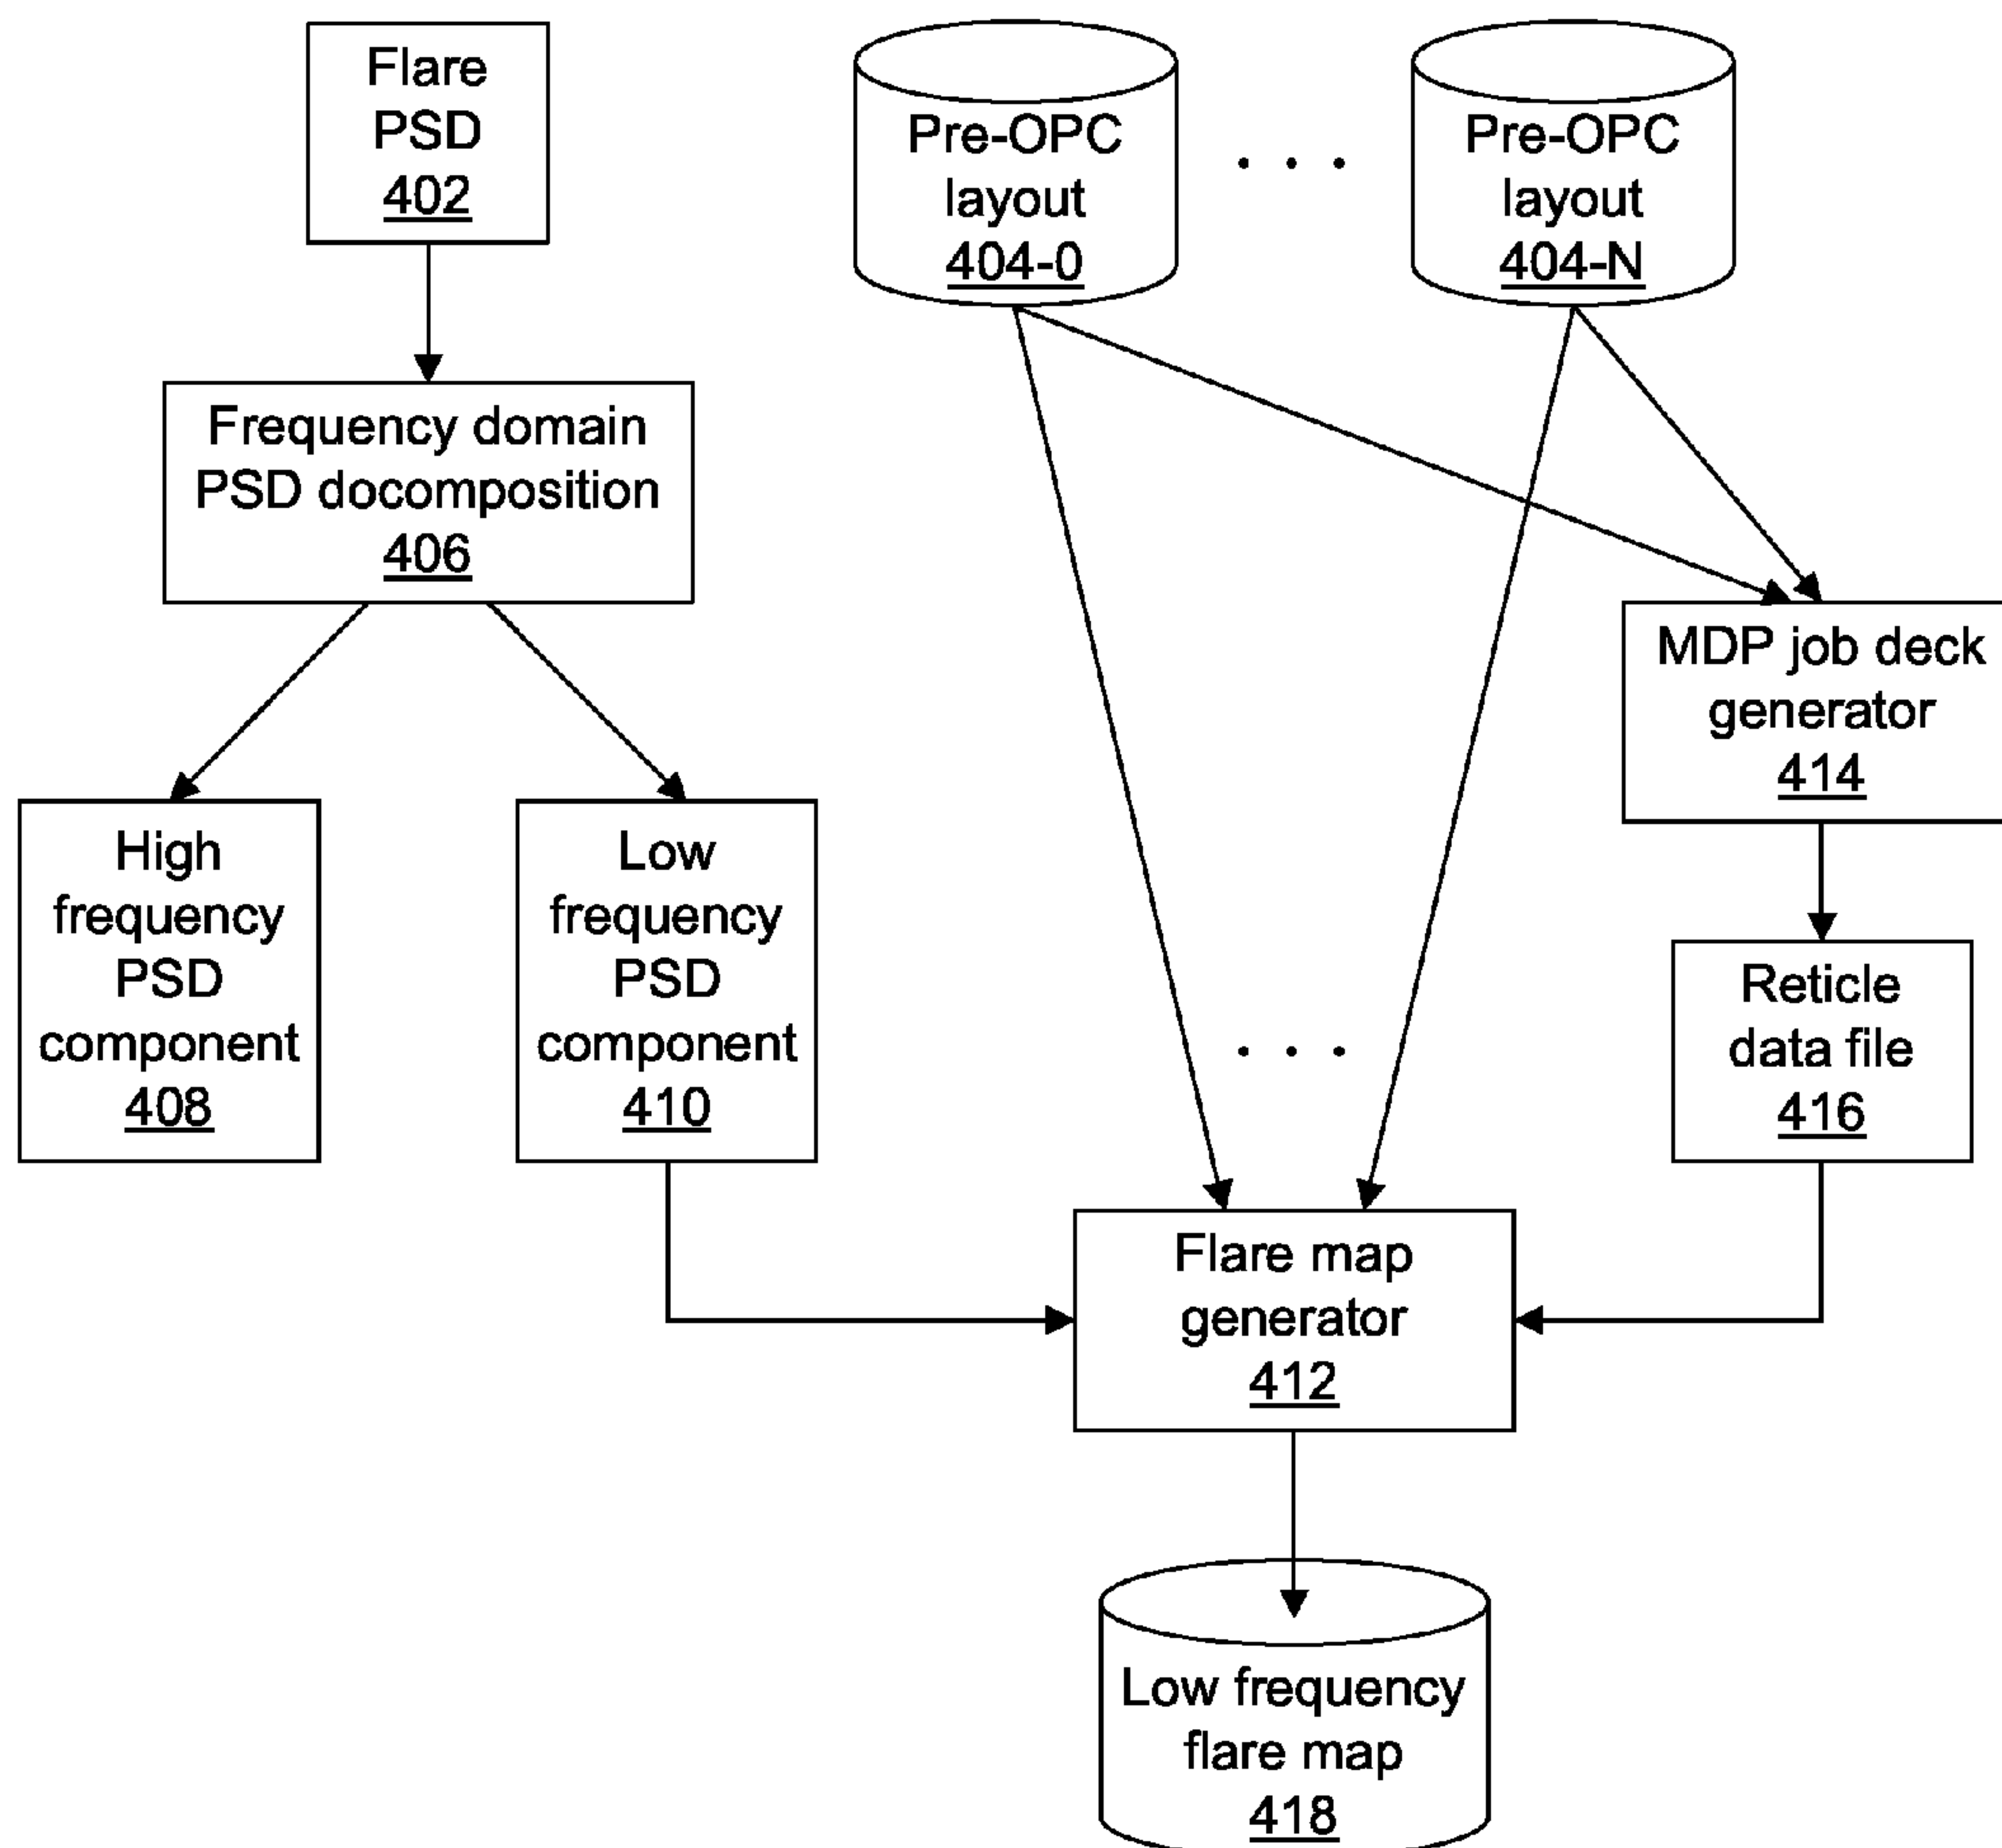 Flare
PSD
402
Pre-OPC
layout
404-0
. . .
Pre-OPC
layout
404-N
Frequency domain
PSD docomposition
406
MDP job deck
generator
414
High
frequency
PSD
component
408
Low
frequency
PSD
component
410
. . .
Reticle
data file
416
Flare map
generator
412
Low frequency
flare map
418